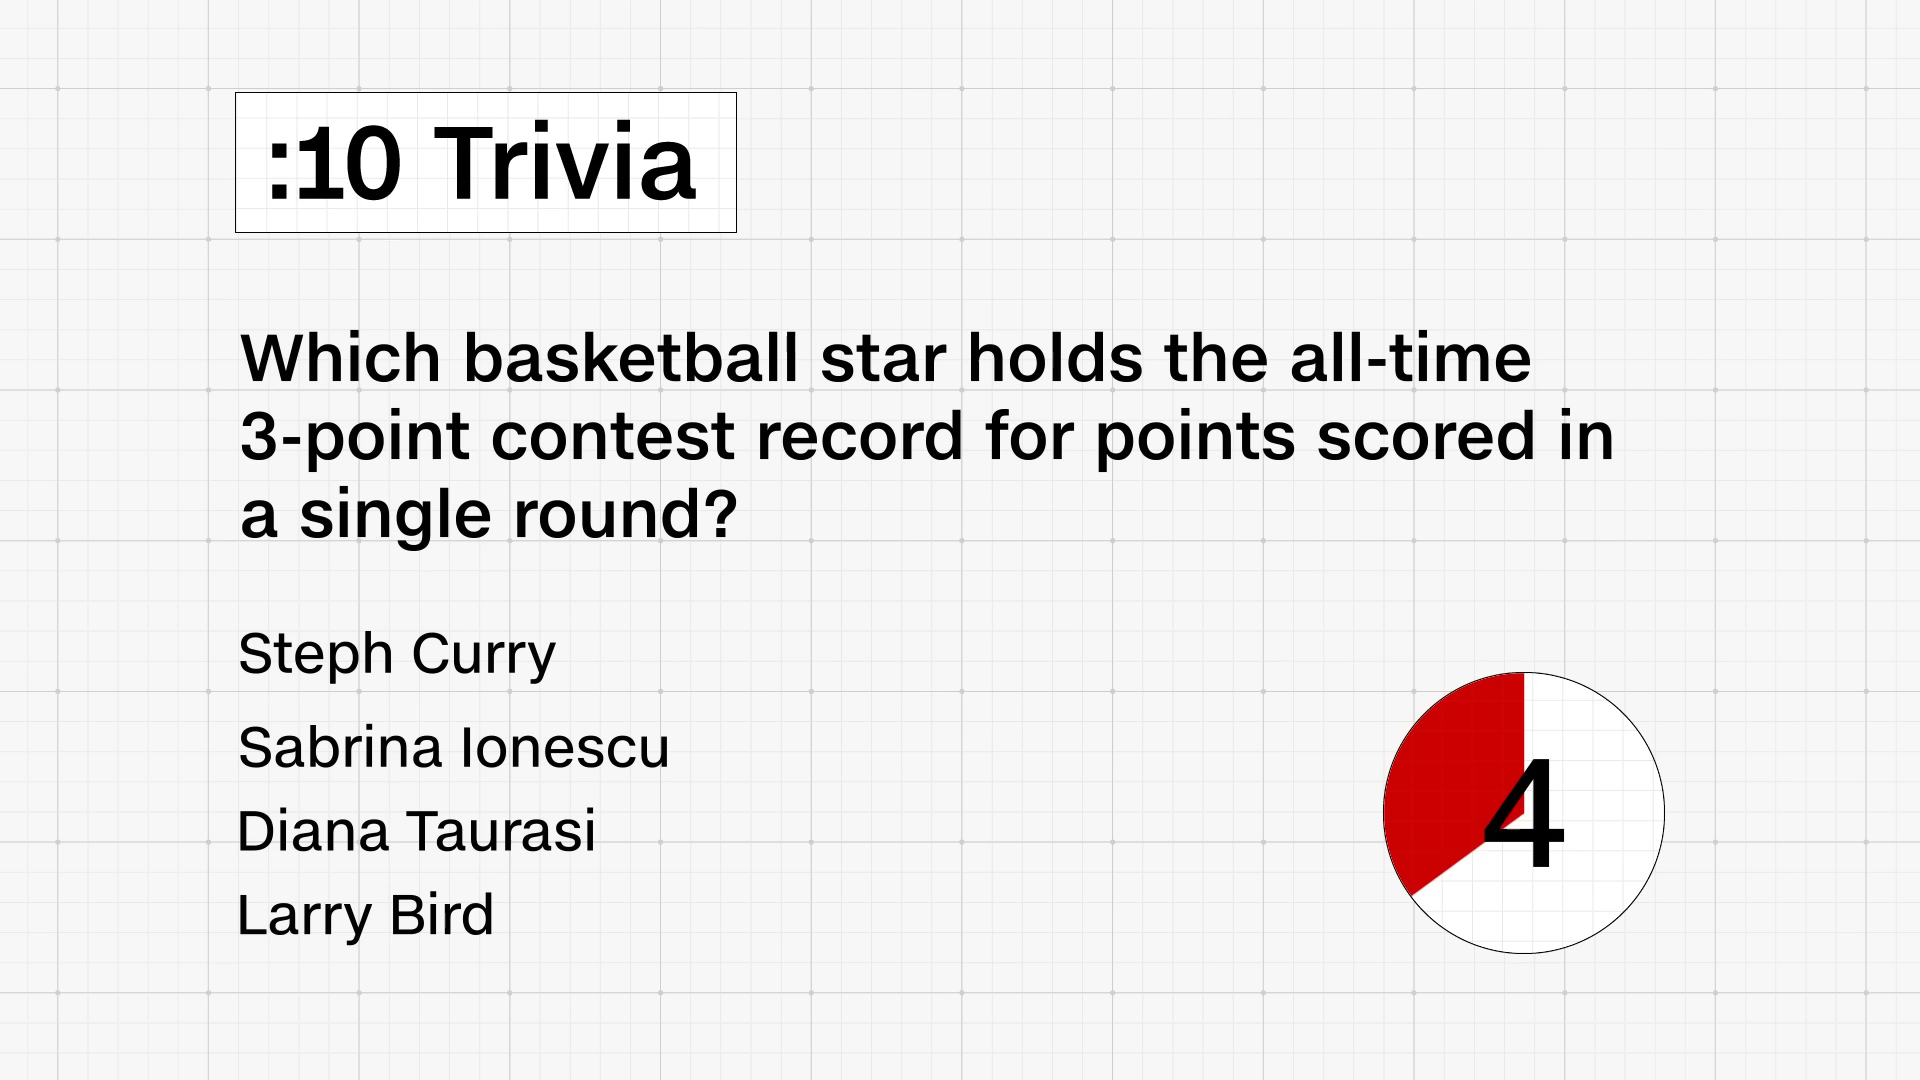 :10 Trivia
Which basketball star holds the all-time
3-point contest record for points scored in
a single round?
Steph Curry
Sabrina Ionescu
Diana Taurasi
Larry Bird
4